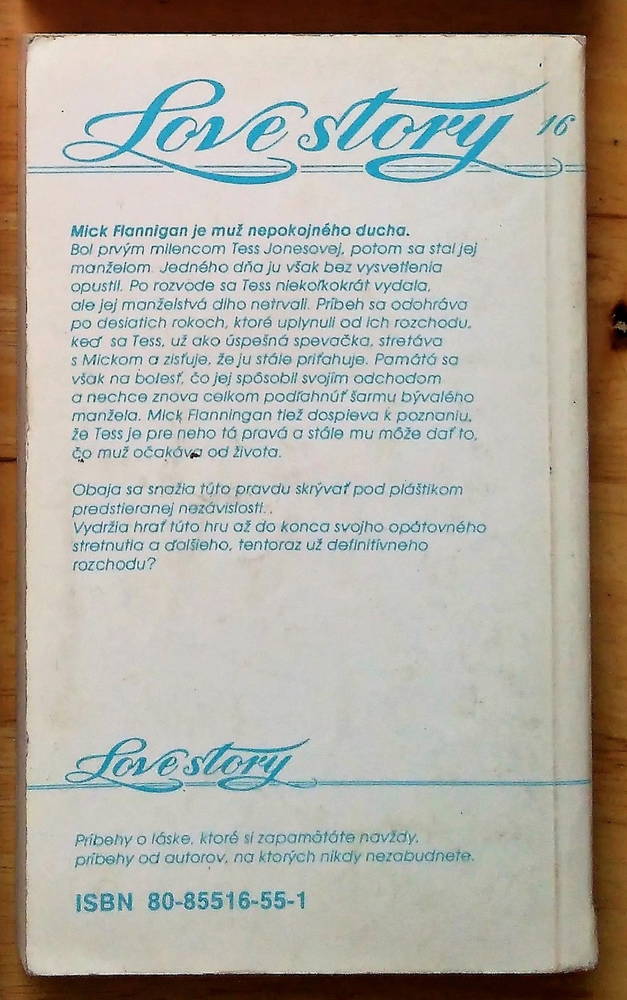 Love story 16
Mick Flannigan je muž nepokojného ducha.
Bol prvým milencom Tess Jonesovej, potom sa stal jej
manželom. Jedného dňa ju však bez vysvetlenia
opustil. Po rozvode sa Tess niekoľkokrát vydala,
ale jej manželstvá dlho netrvali. Príbeh sa odohráva
po desiatich rokoch, ktoré uplynuli od ich rozchodu,
keď sa Tess, už ako úspešná spevačka, stretáva
s Mickom a zisťuje, že ju stále priťahuje. Pamätá sa
však na bolesť, čo jej spôsobil svojím odchodom
a nechce znova celkom podľahnúť šarmu bývalého
manžela. Mick Flanningan tiež dospieva k poznaniu,
že Tess je pre neho tá pravá a stále mu môže dať to,
čo muž očakáva od života.
Obaja sa snažia túto pravdu skrývať pod pláštikom
predstieranej nezávislosti..
Vydržia hrať túto hru až do konca svojho opätovného
stretnutia a ďalšieho, tentoraz už definitívneho
rozchodu?
Love story
Príbehy o láske, ktoré si zapamätáte navždy,
príbehy od autorov, na ktorých nikdy nezabudnete.
ISBN 80-85516-55-1